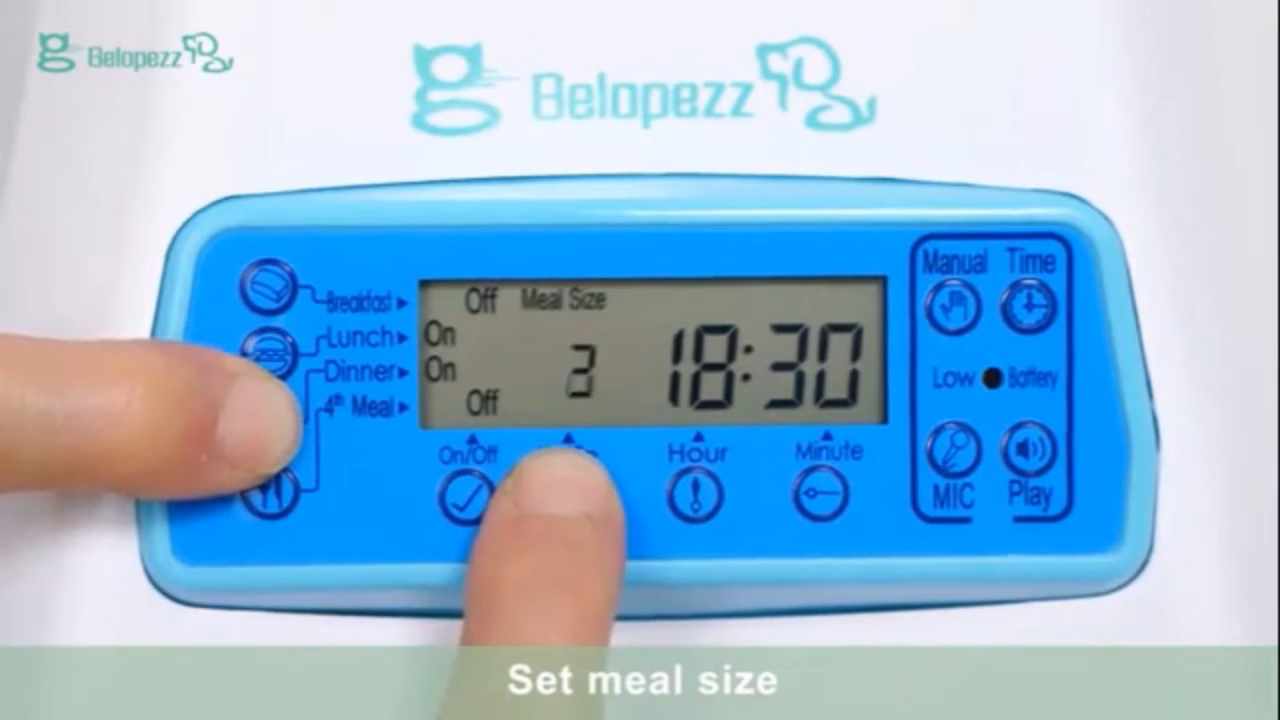 Belopezz
Belopezz
Breakfast
Lunch
Dinner
4th Meal
Off Meal Size
On
On
Off
3 18:30
On/Off
Hour
Minute
Manual Time
Low Battery
MIC Play
Set meal size